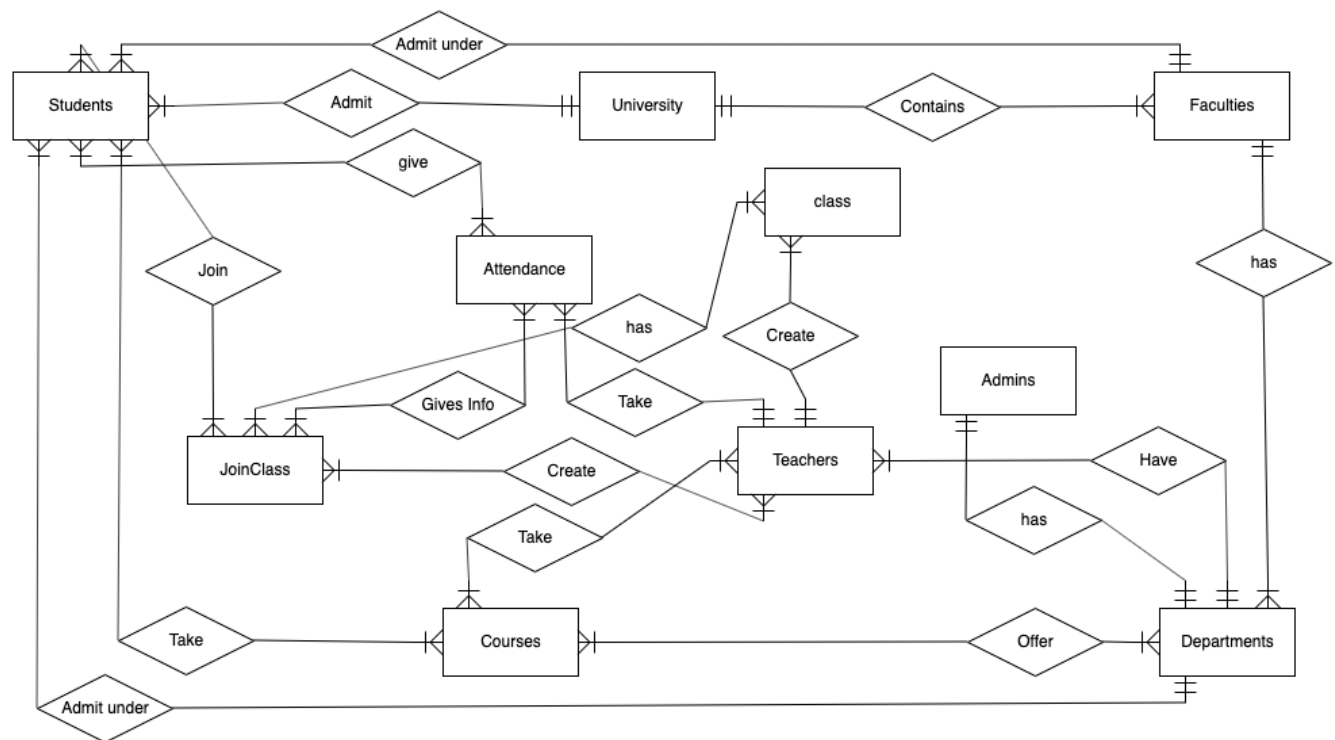 Admit under
Students
Admit
University
Contains
Faculties
give
class
Join
Attendance
has
has
Create
Admins
Gives Info
Take
JoinClass
Create
Teachers
Have
Take
has
Take
Courses
Offer
Departments
Admit under